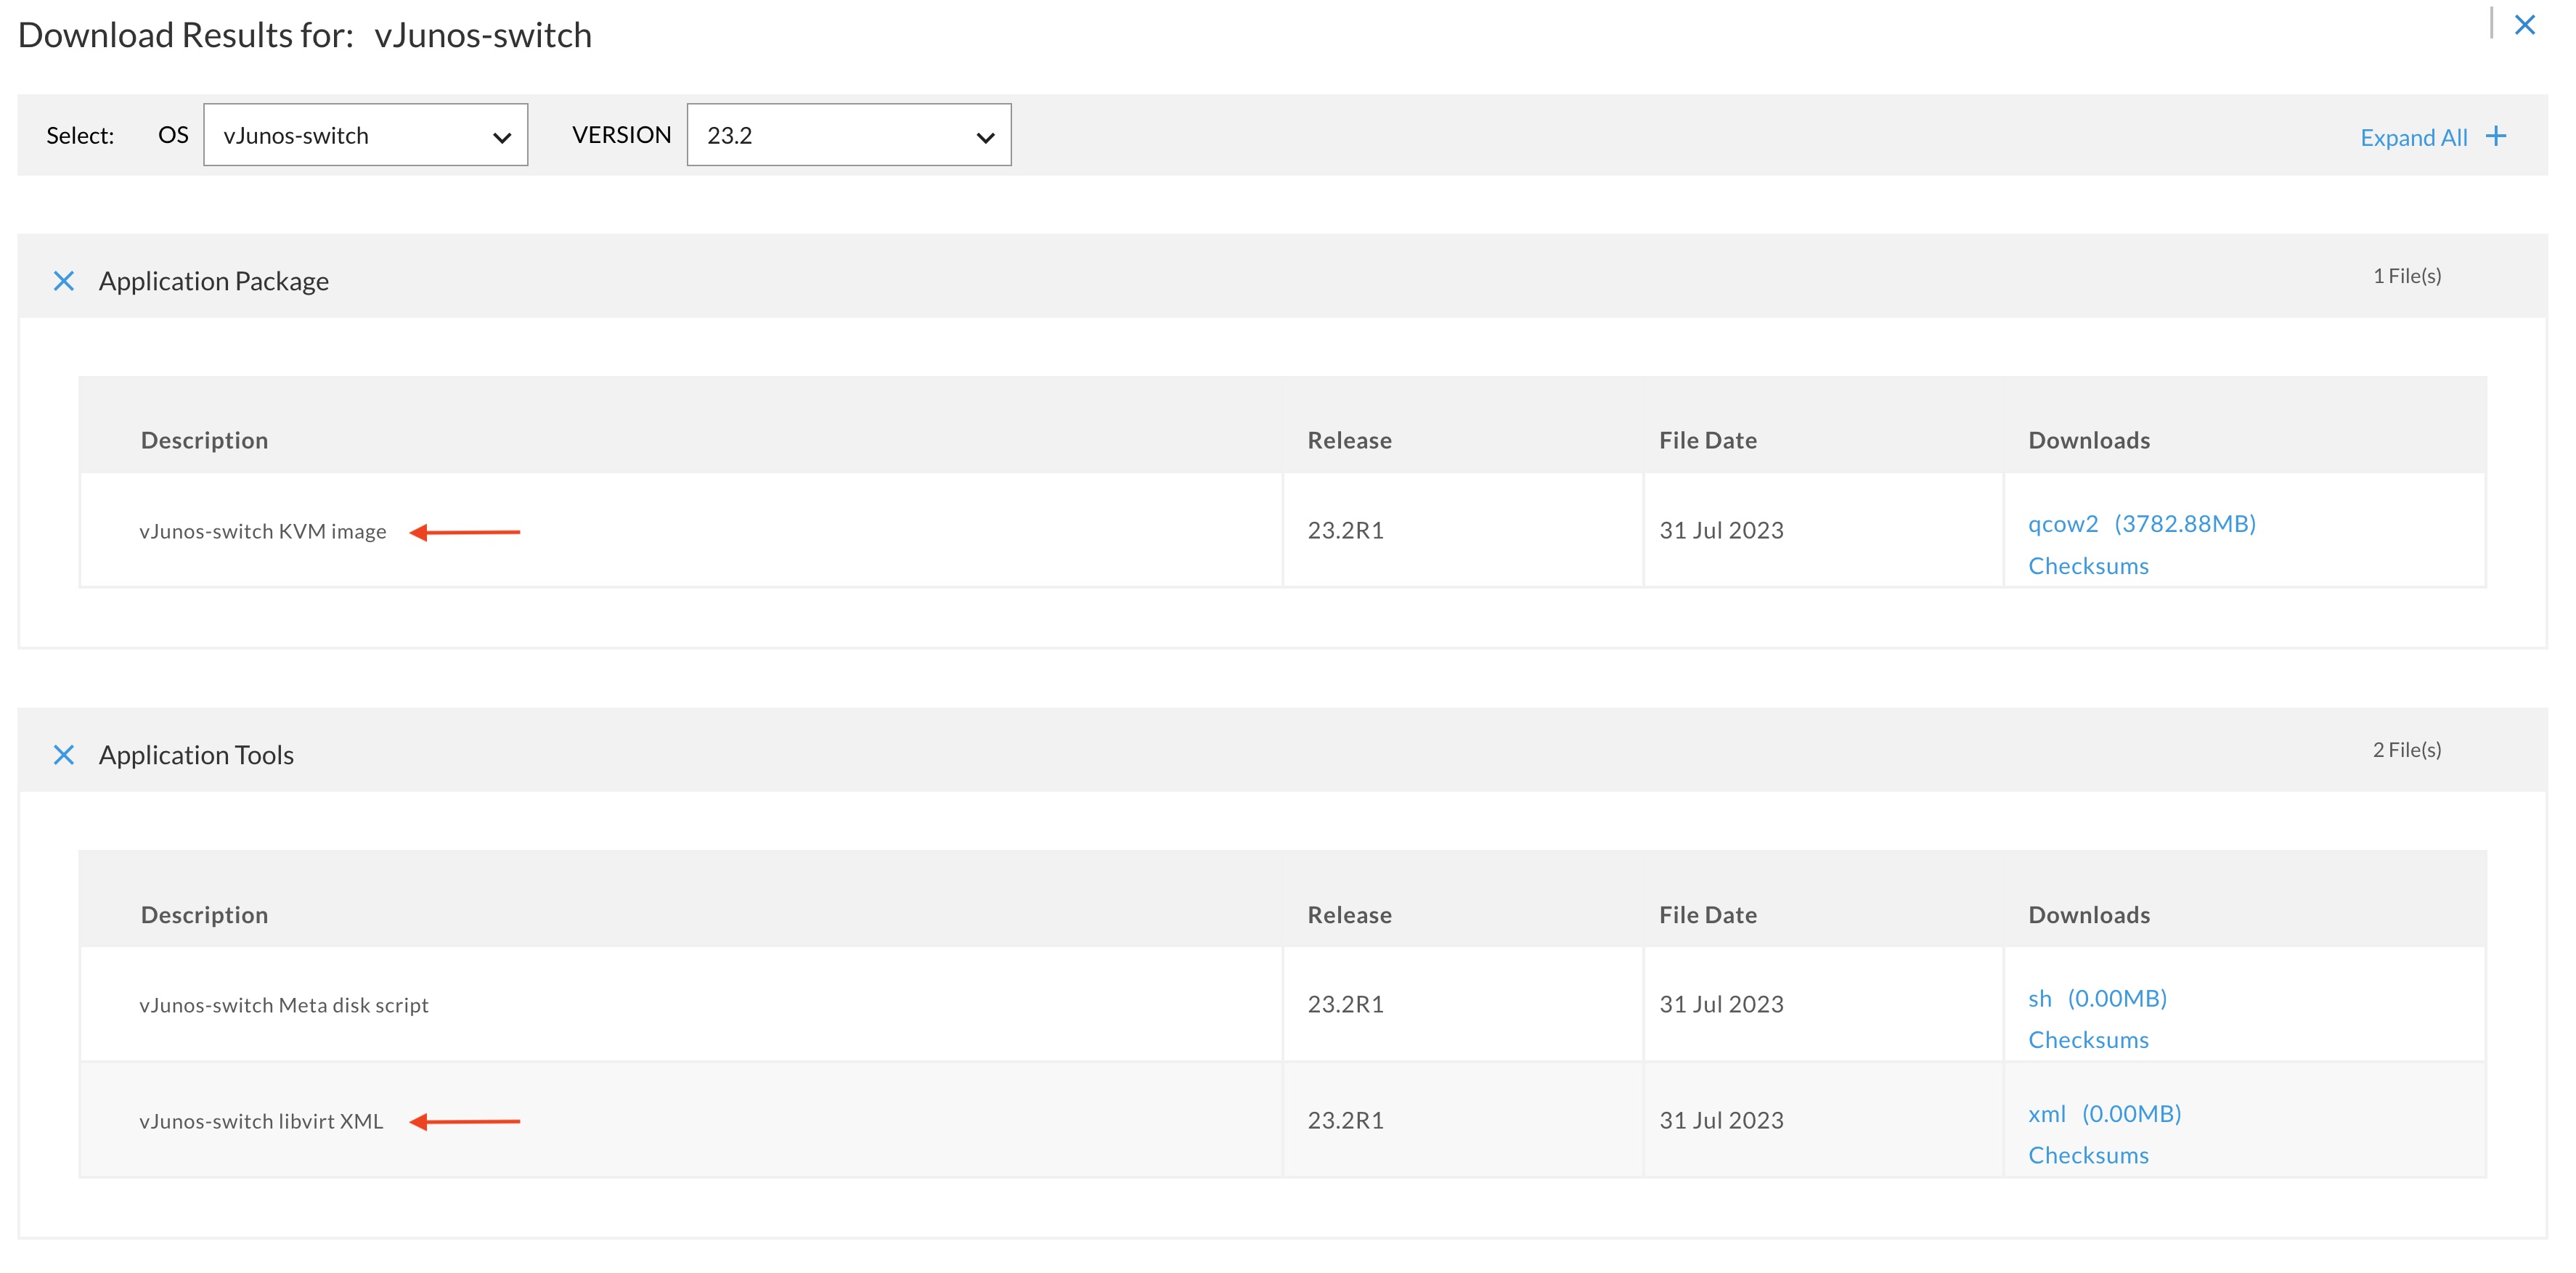 Download Results for: vJunos-switch
Select: OS vJunos-switch VERSION 23.2 Expand All
Application Package 1 File(s)
Description Release File Date Downloads
vJunos-switch KVM image 23.2R1 31 Jul 2023 qcow2 (3782.88MB)
Checksums
Application Tools 2 File(s)
Description Release File Date Downloads
vJunos-switch Meta disk script 23.2R1 31 Jul 2023 sh (0.00MB)
Checksums
vJunos-switch libvirt XML 23.2R1 31 Jul 2023 xml (0.00MB)
Checksums